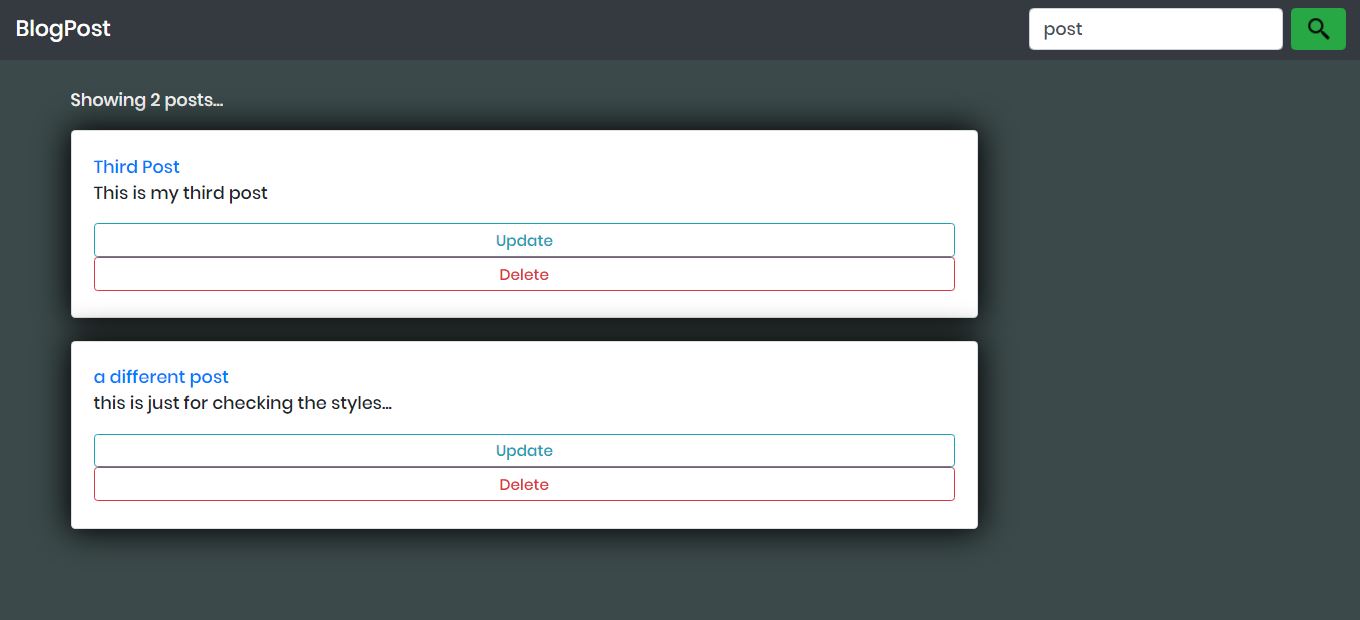 BlogPost
post
Showing 2 posts...
Third Post
This is my third post
Update
Delete
a different post
this is just for checking the styles...
Update
Delete